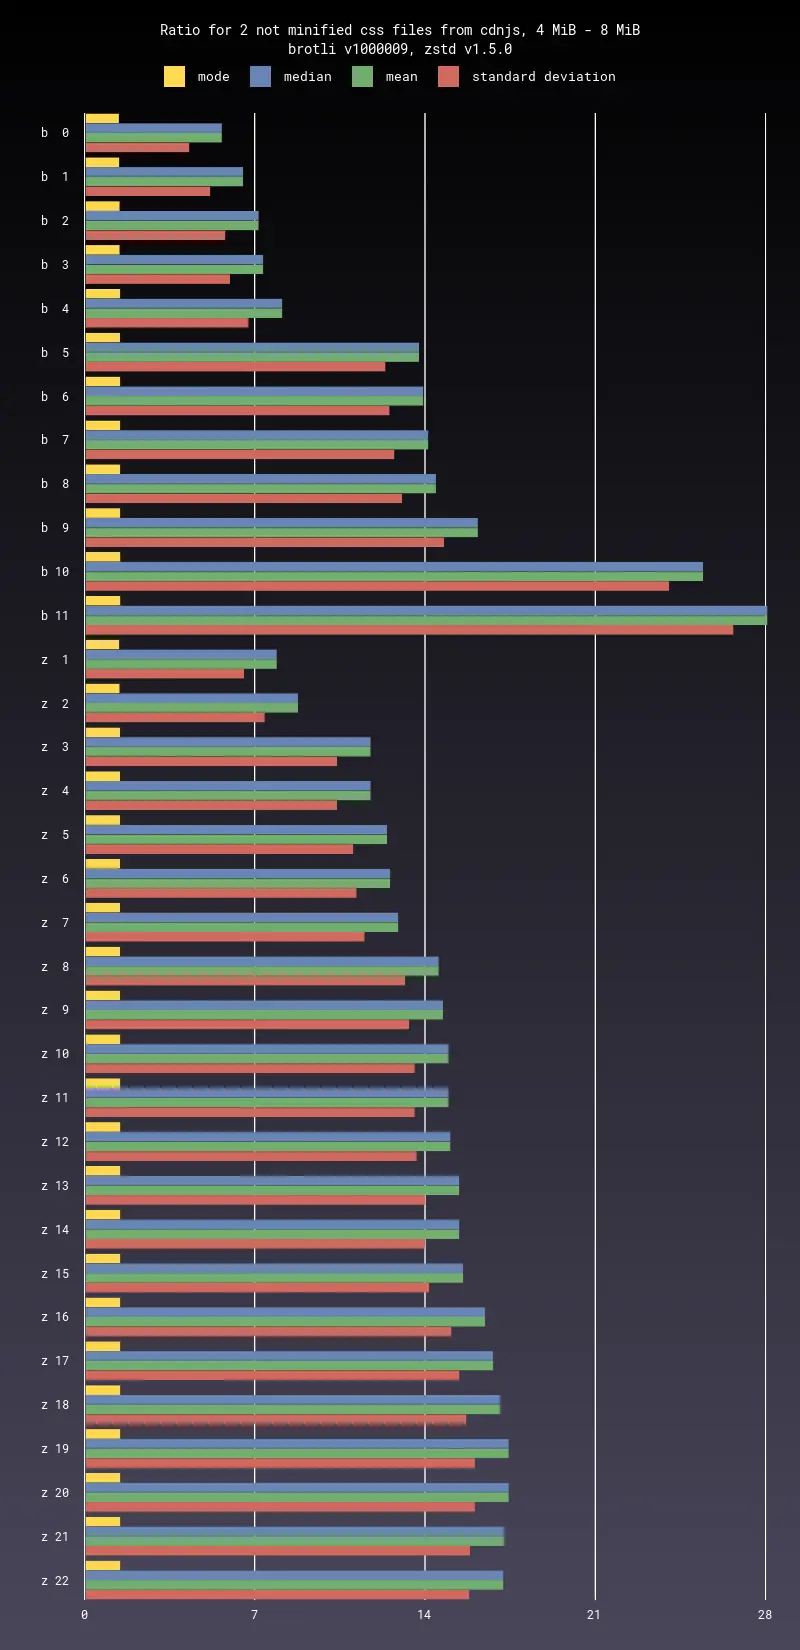 Ratio for 2 not minified css files from cdnjs, 4 MiB - 8 MiB
brotli v1000009, zstd v1.5.0
mode median mean standard deviation
b 0
b 1
b 2
b 3
b 4
b 5
b 6
b 7
b 8
b 9
b 10
b 11
z 1
z 2
z 3
z 4
z 5
z 6
z 7
z 8
z 9
z 10
z 11
z 12
z 13
z 14
z 15
z 16
z 17
z 18
z 19
z 20
z 21
z 22
0 7 14 21 28